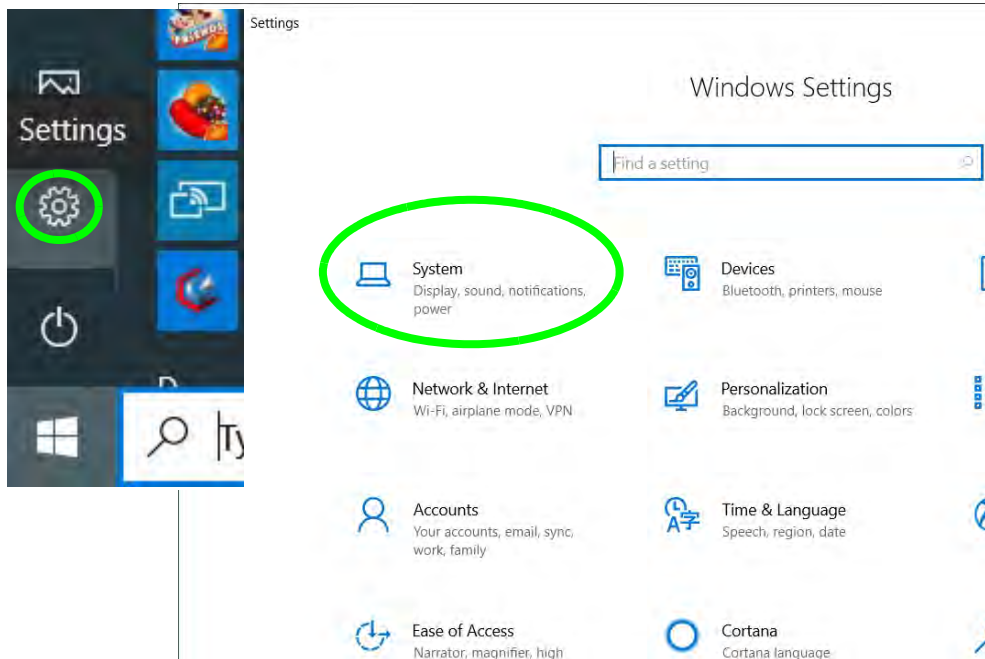 FRIENDS
Settings
Ty
Settings
Windows Settings
Find a setting
System
Display, sound, notifications,
power
Devices
Bluetooth, printers, mouse
Network & Internet
Wi-Fi, airplane mode, VPN
Personalization
Background, lock screen, colors
Accounts
Your accounts, email, sync,
work, family
Time & Language
Speech, region, date
Ease of Access
Narrator, magnifier, high
Cortana
Cortana language